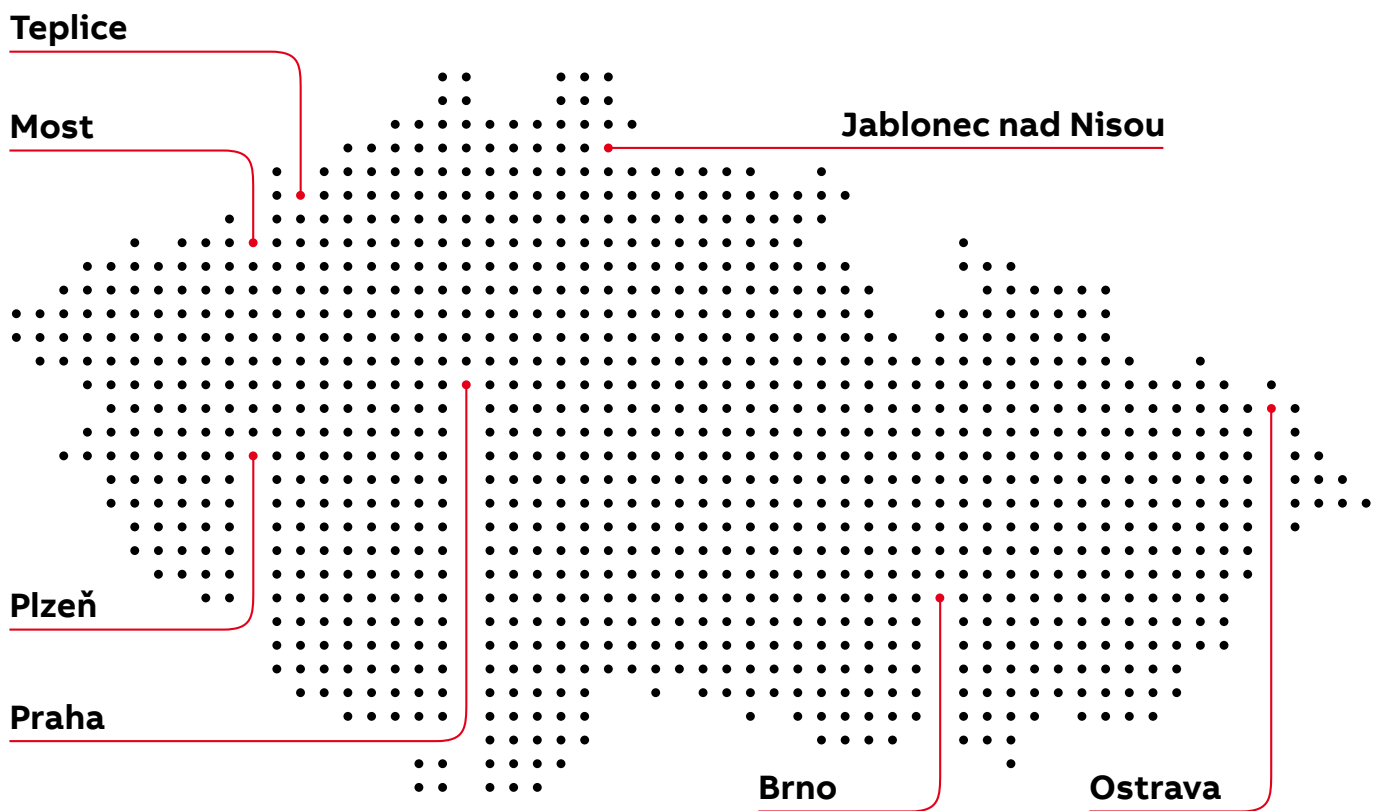 Teplice
Most
Jablonec nad Nisou
Plzeň
Praha
Brno
Ostrava